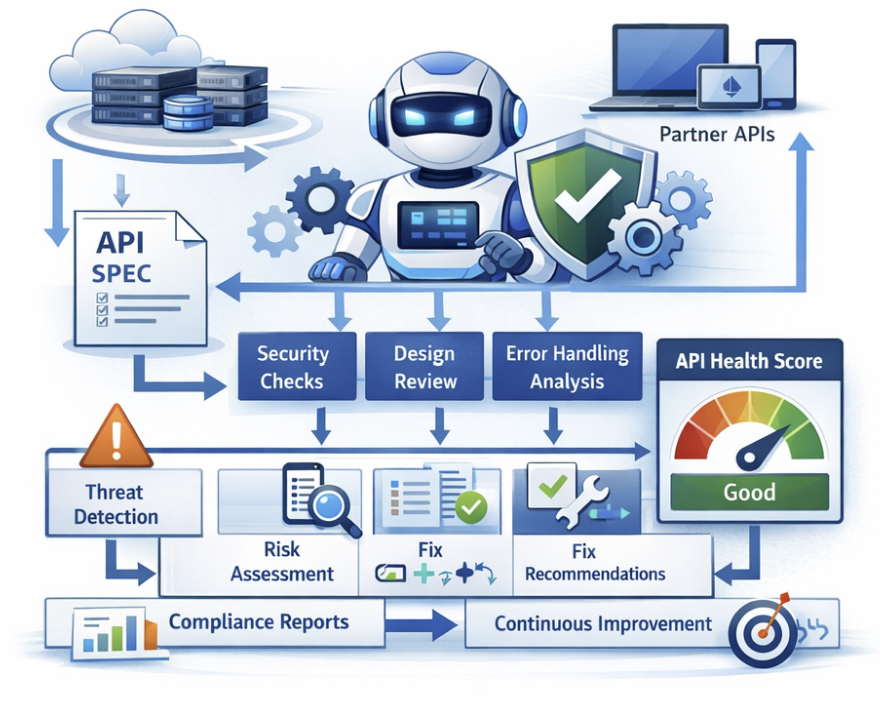 Partner APIs
API
SPEC
Security
Checks
Design
Review
Error Handling
Analysis
API Health Score
Good
Threat
Detection
Risk
Assessment
Fix
Fix
Recommendations
Compliance Reports
Continuous Improvement